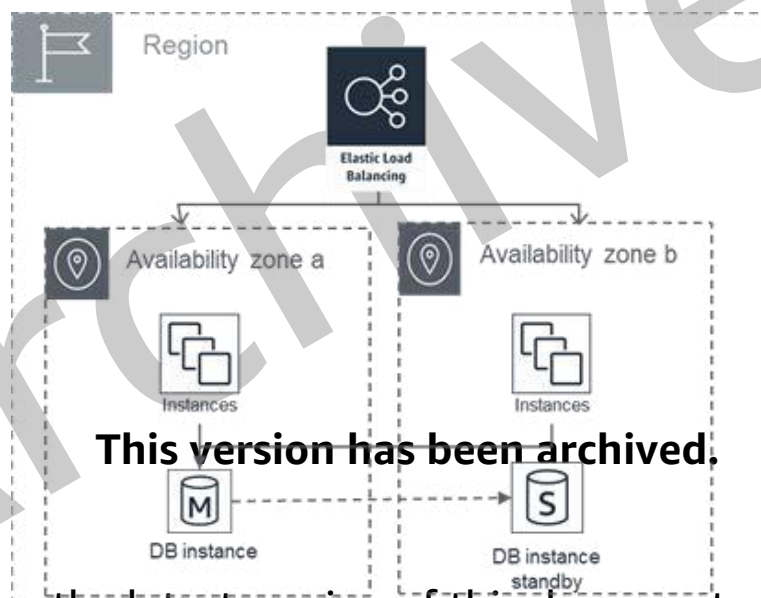 Region
Elastic Load
Balancing
Availability zone a
Availability zone b
Instances
Instances
This version has been archived.
M
S
DB instance
DB instance
standby